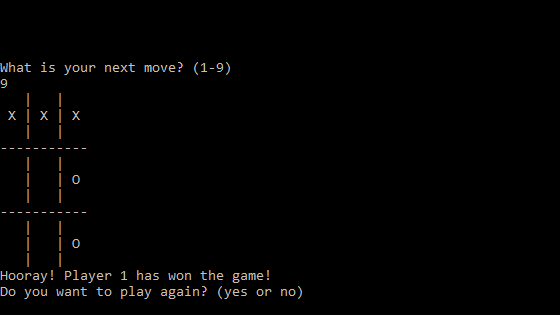 What is your next move? (1-9)
9
   |   |
 X | X | X
   |   |
-----------
   |   |
   |   | O
   |   |
-----------
   |   |
   |   | O
   |   |
Hooray! Player 1 has won the game!
Do you want to play again? (yes or no)